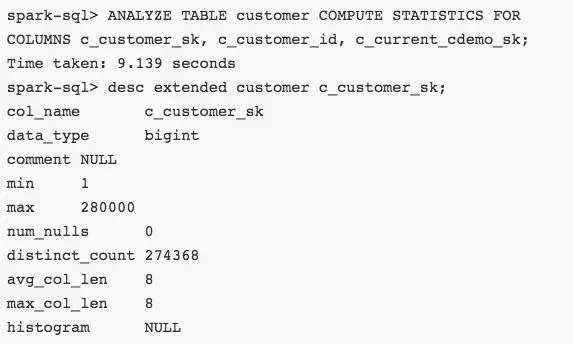 spark-sql> ANALYZE TABLE customer COMPUTE STATISTICS FOR
COLUMNS c_customer_sk, c_customer_id, c_current_cdemo_sk;
Time taken: 9.139 seconds
spark-sql> desc extended customer c_customer_sk;
col_name c_customer_sk
data_type bigint
comment NULL
min 1
max 280000
num_nulls 0
distinct_count 274368
avg_col_len 8
max_col_len 8
histogram NULL